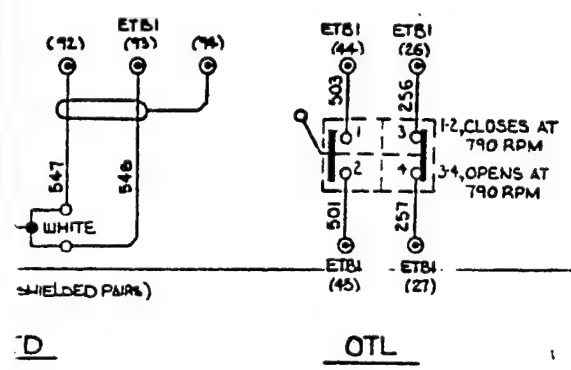 ETB1
(92) (93) (94)
547
548
WHITE
SHIELDED PAIRS)
ETB1 ETB1
(44) (26)
503 256
1 3
1-2, CLOSES AT
790 RPM
2 4
3-4, OPENS AT
790 RPM
501 257
ETB1 ETB1
(45) (27)
OTL